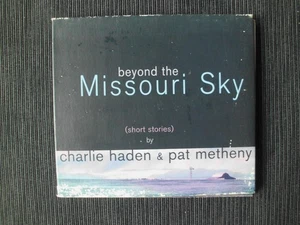 beyond the
Missouri Sky
(short stories)
by
charlie haden & pat metheny